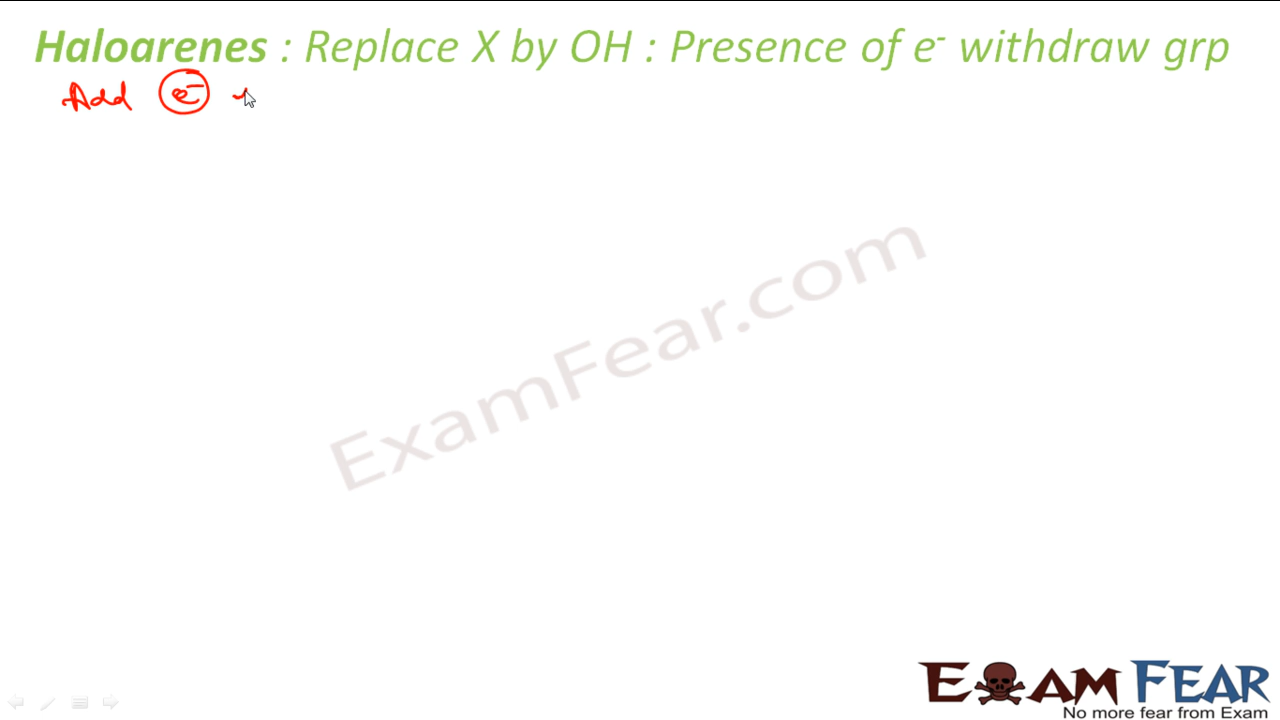 Haloarenes : Replace X by OH : Presence of e- withdraw grp
Add e-
ExamFear.com
EXAM FEAR
No more fear from Exam